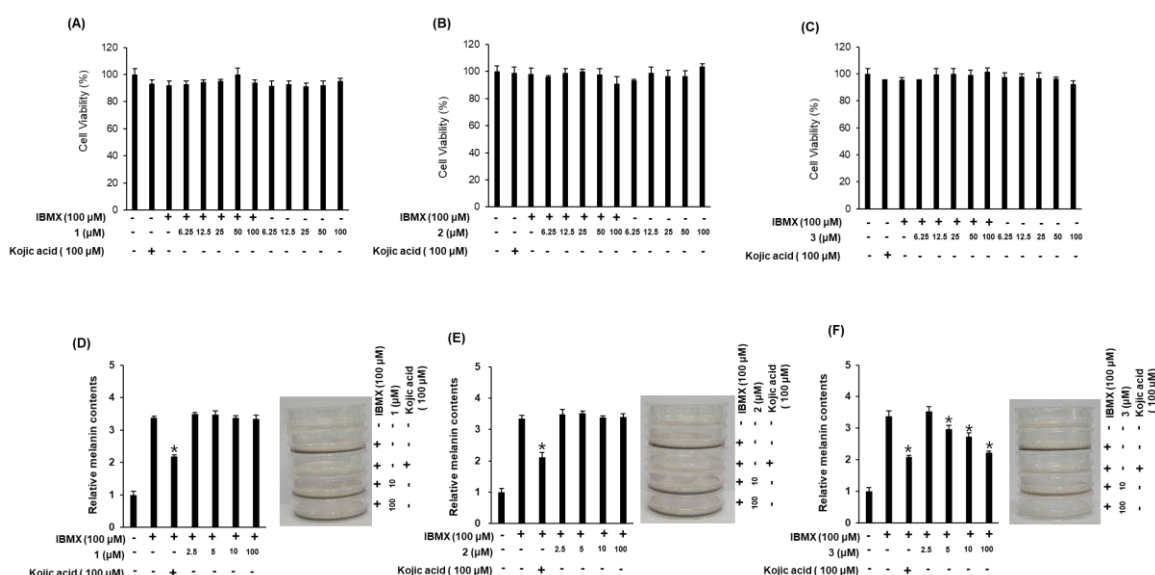 (A)
Cell Viability (%)
120
100
80
60
40
20
0
IBMX (100 µM) - - + + + + + + - - - - -
1 (µM) - - - 6.25 12.5 25 50 100 6.25 12.5 25 50 100
Kojic acid ( 100 µM) - + - - - - - - - - - - -
(B)
Cell Viability (%)
120
100
80
60
40
20
0
IBMX (100 µM) - - + + + + + + - - - - -
2 (µM) - - - 6.25 12.5 25 50 100 6.25 12.5 25 50 100
Kojic acid ( 100 µM) - + - - - - - - - - - - -
(C)
Cell Viability (%)
120
100
80
60
40
20
0
IBMX (100 µM) - - + + + + + + - - - - -
3 (µM) - - - 6.25 12.5 25 50 100 6.25 12.5 25 50 100
Kojic acid ( 100 µM) - + - - - - - - - - - - -
(D)
Relative melanin contents
5
4
3
2
1
0
*
IBMX (100 µM) - + + + + + +
1 (µM) - - - 2.5 5 10 100
Kojic acid ( 100 µM) - - + - - - -
IBMX (100 µM) - + + + +
1 (µM) - - - 10 100
Kojic acid
( 100 µM) - - + - -
(E)
Relative melanin contents
5
4
3
2
1
0
*
IBMX (100 µM) - + + + + + +
2 (µM) - - - 2.5 5 10 100
Kojic acid ( 100 µM) - - + - - - -
IBMX (100 µM) - + + + +
2 (µM) - - - 10 100
Kojic acid
( 100 µM) - - + - -
(F)
Relative melanin contents
5
4
3
2
1
0
* * * *
IBMX (100 µM) - + + + + + +
3 (µM) - - - 2.5 5 10 100
Kojic acid ( 100 µM) - - + - - - -
IBMX (100 µM) - + + + +
3 (µM) - - - 10 100
Kojic acid
( 100 µM) - - + - -